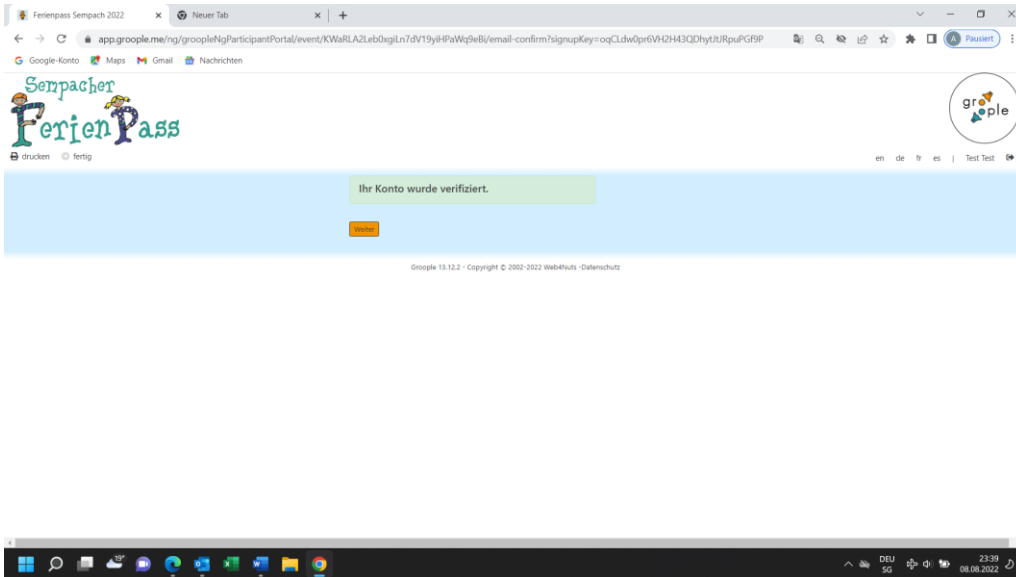 Ferienpass Sempach 2022
Neuer Tab
app.groople.me/ng/groopleNgParticipantPortal/event/KWaRLA2Leb0xgiLn7dV19yiHPaWq9eBi/email-confirm?signupKey=oqCLdw0pr6VH2H43QDhytJtJRpuPGf9P
A Pausiert
Google-Konto Maps Gmail Nachrichten
Sempacher
FerienPass
groople
drucken fertig
en de fr es | Test Test
Ihr Konto wurde verifiziert.
Weiter
Groople 13.12.2 - Copyright © 2002-2022 Web4Nuts -Datenschutz
19°
DEU
SG
23:39
08.08.2022